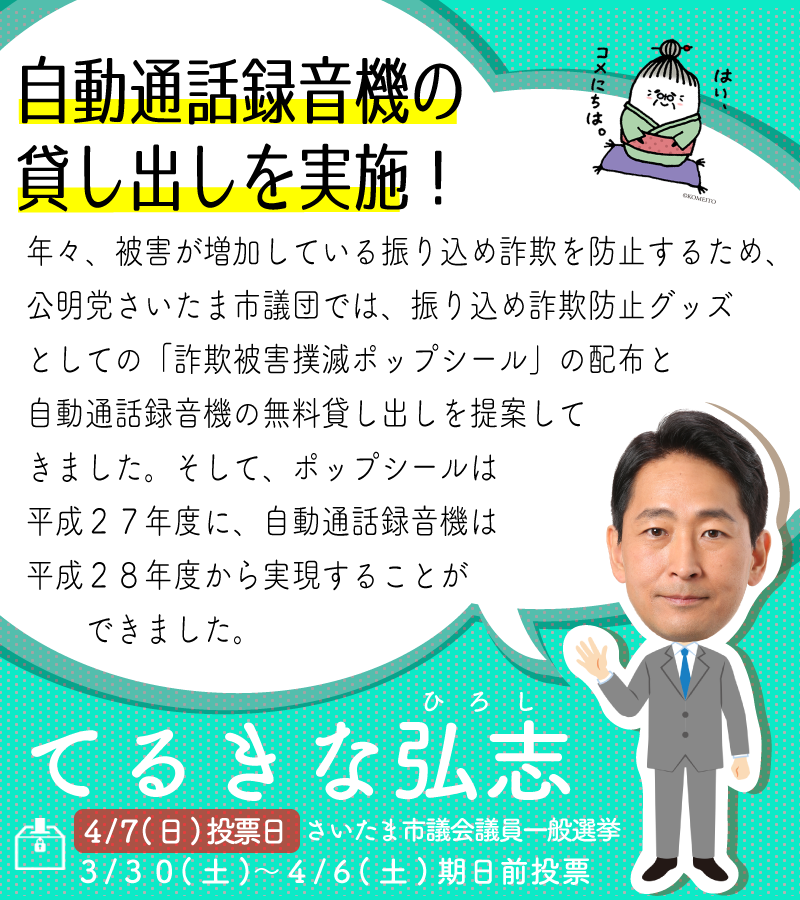 自動通話録音機の
貸し出しを実施！
はい、
コメにちは。
©KOMEITO
年々、被害が増加している振り込め詐欺を防止するため、
公明党さいたま市議団では、振り込め詐欺防止グッズ
としての「詐欺被害撲滅ポップシール」の配布と
自動通話録音機の無料貸し出しを提案して
きました。そして、ポップシールは
平成２７年度に、自動通話録音機は
平成２８年度から実現することが
できました。
ひろし
てるきな弘志
4/7(日)投票日 さいたま市議会議員一般選挙
３/３０(土)～４/６(土)期日前投票